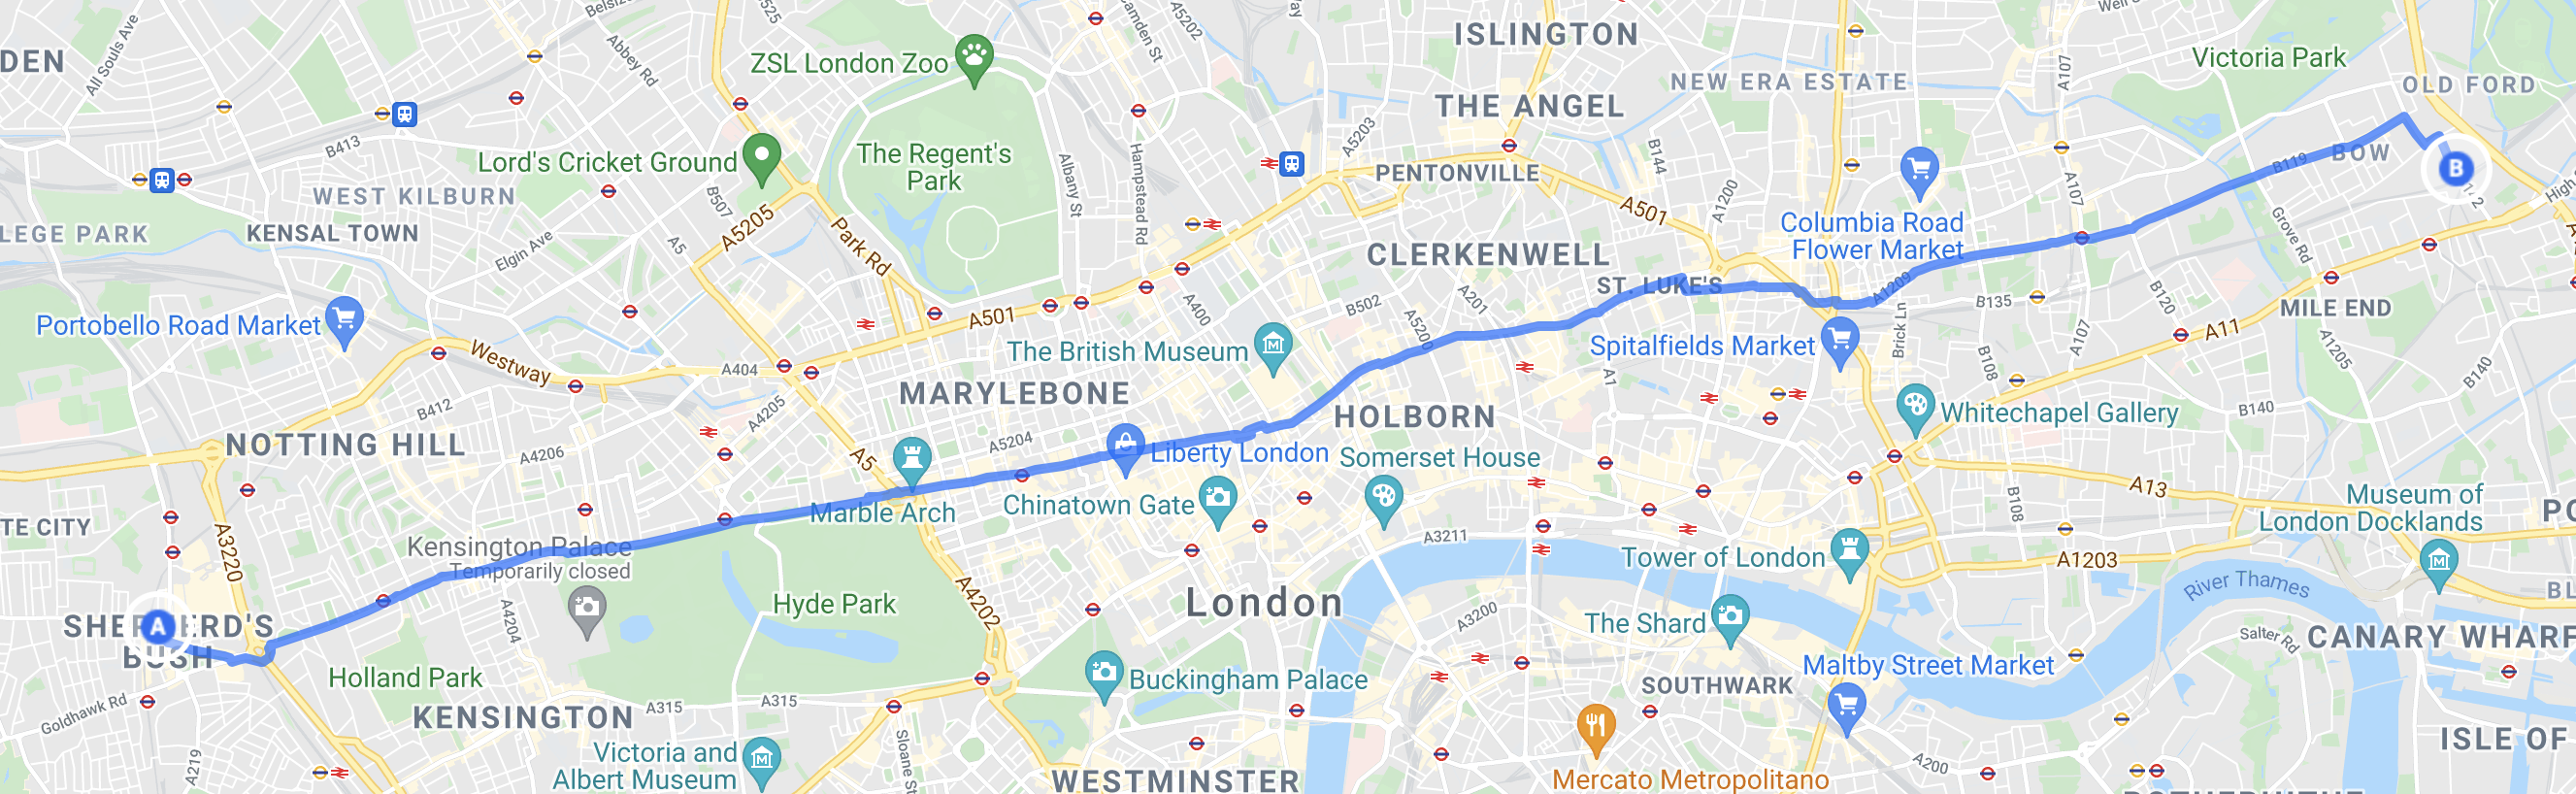 Belsiz
A525
Camden St
A5202
ISLINGTON
Well S
DEN
All Souls Ave
Abbey Rd
ZSL London Zoo
NEW ERA ESTATE
A107
Victoria Park
OLD FORD
THE ANGEL
B413
Lord's Cricket Ground
The Regent's
Park
Albany St
Hampstead Rd
A5203
PENTONVILLE
B144
A1200
BOW
B119
WEST KILBURN
B507
A5205
Park Rd
A501
Columbia Road
Flower Market
A107
High
LEGE PARK
KENSAL TOWN
Elgin Ave
A5
CLERKENWELL
Grove Rd
ST. LUKE'S
A1209
Portobello Road Market
A501
A400
B502
A5200
A201
Brick Ln
B135
B120
MILE END
Westway
A404
The British Museum
Spitalfields Market
A1
B108
A107
A11
A1205
B140
MARYLEBONE
B412
A4205
HOLBORN
Whitechapel Gallery
B140
NOTTING HILL
A4206
A5
A5204
Liberty London
Somerset House
Marble Arch
Chinatown Gate
A13
B108
Museum of
London Docklands
TE CITY
A3220
Kensington Palace
Temporarily closed
A3211
Tower of London
A1203
River Thames
SHEPHERD'S
BUSH
A
B
A4204
Hyde Park
A4202
London
A3200
The Shard
Salter Rd
CANARY WHARF
Holland Park
Goldhawk Rd
KENSINGTON
A315
A315
Buckingham Palace
SOUTHWARK
Maltby Street Market
A219
Victoria and
Albert Museum
Sloane St
WESTMINSTER
Mercato Metropolitano
A200
ISLE OF